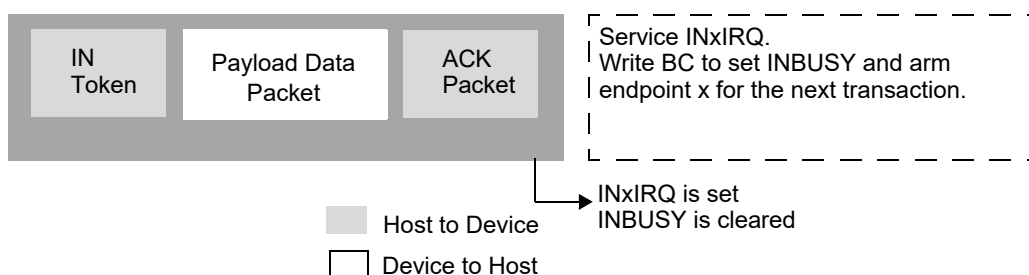 IN
Token
Payload Data
Packet
ACK
Packet
Service INxIRQ.
Write BC to set INBUSY and arm
endpoint x for the next transaction.
INxIRQ is set
INBUSY is cleared
Host to Device
Device to Host